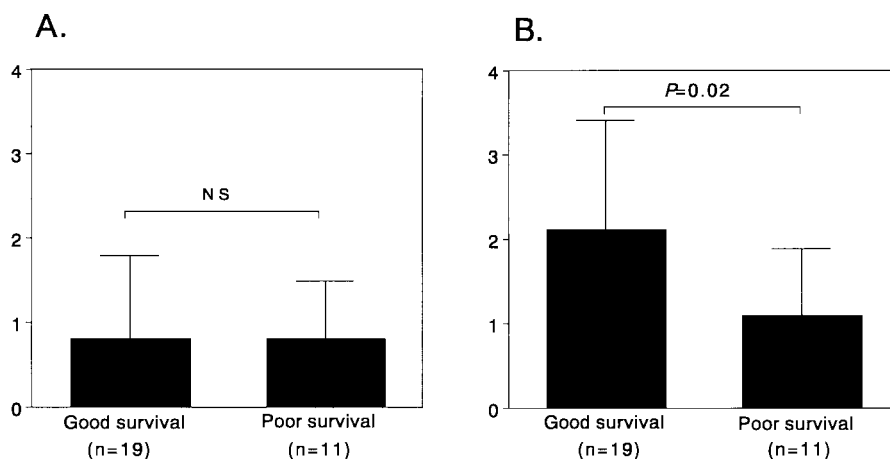 A.
4
3
2
1
0
NS
Good survival
(n=19)
Poor survival
(n=11)
B.
4
3
2
1
0
P=0.02
Good survival
(n=19)
Poor survival
(n=11)